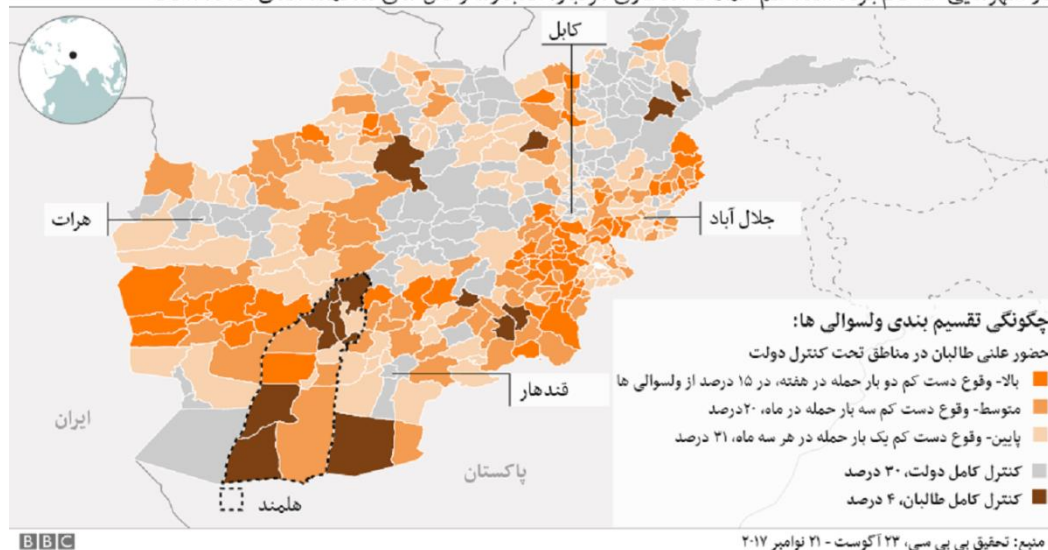 کابل
هرات
جلال آباد
قندهار
ایران
پاکستان
هلمند
چگونگی تقسیم بندی ولسوالی ها:
حضور علنی طالبان در مناطق تحت کنترل دولت
بالا- وقوع دست کم دو بار حمله در هفته، در ۱۵ درصد از ولسوالی ها
متوسط- وقوع دست کم سه بار حمله در ماه، ۲۰درصد
پایین- وقوع دست کم یک بار حمله در هر سه ماه، ۳۱ درصد
کنترل کامل دولت، ۳۰ درصد
کنترل کامل طالبان، ۴ درصد
منبع: تحقیق بی بی سی، ۲۳ آگوست - ۲۱ نوامبر ۲۰۱۷
BBC